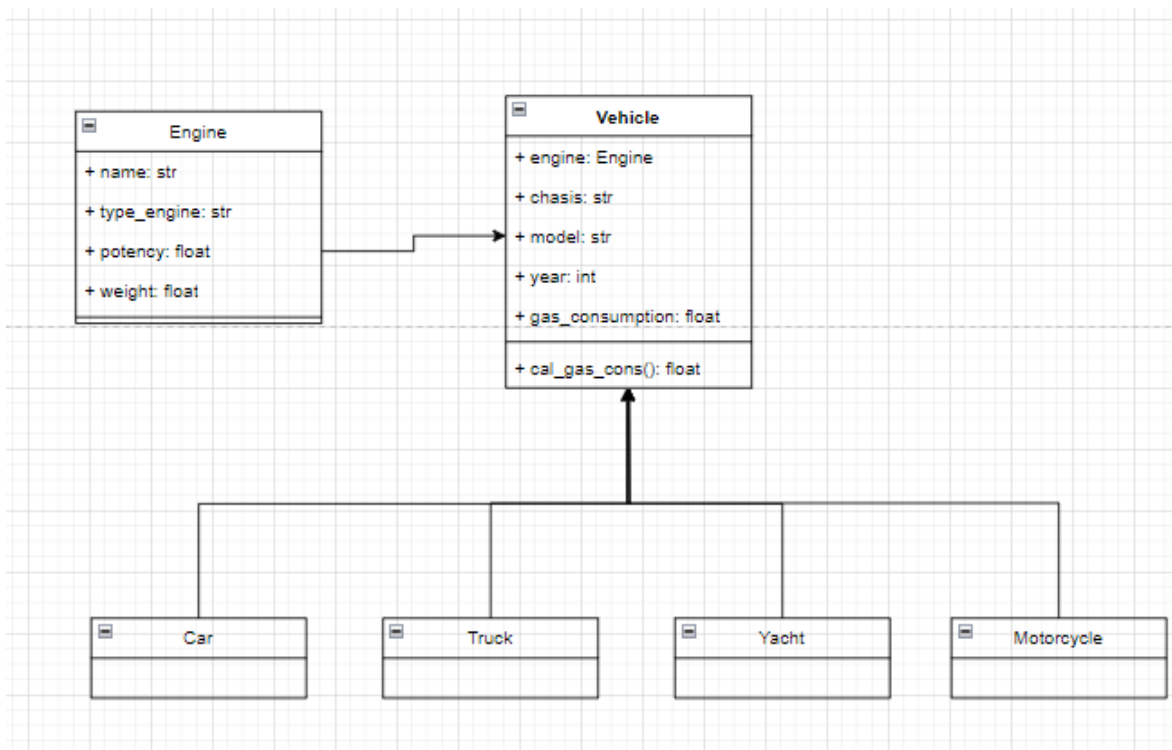 Engine
+ name: str
+ type_engine: str
+ potency: float
+ weight: float
Vehicle
+ engine: Engine
+ chasis: str
+ model: str
+ year: int
+ gas_consumption: float
+ cal_gas_cons(): float
Car
Truck
Yacht
Motorcycle